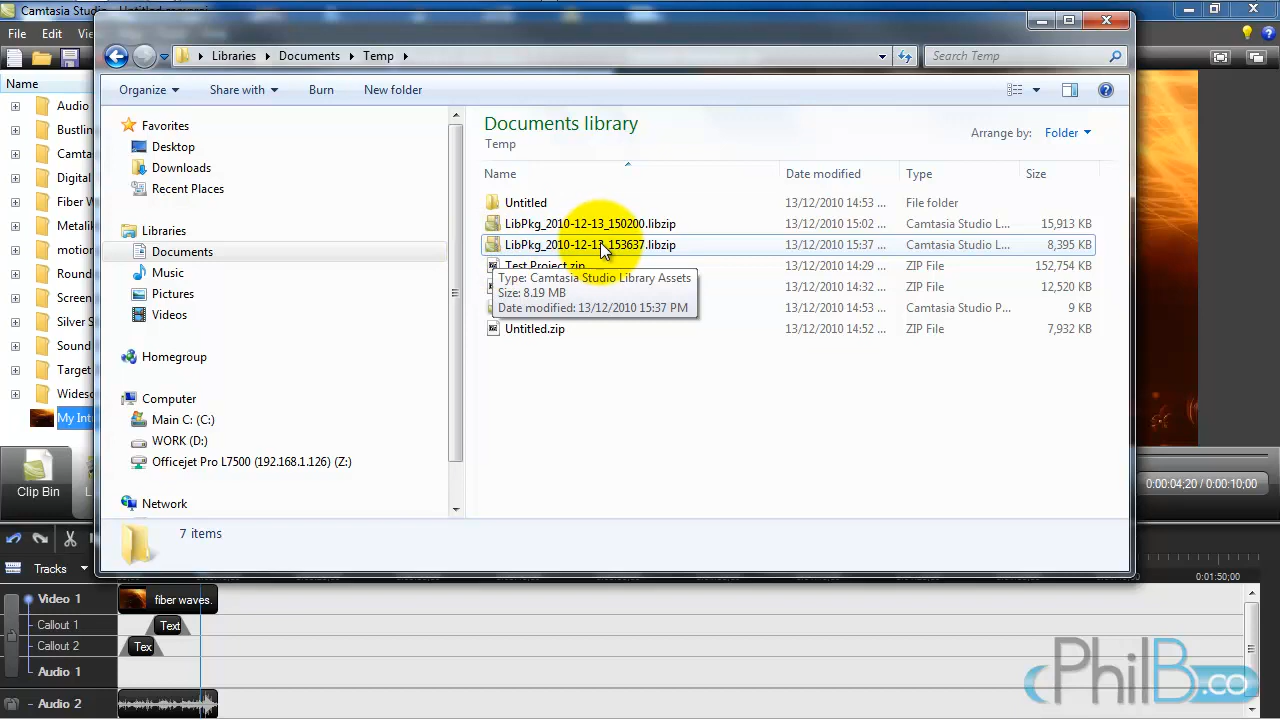 Camtasia Studio - Untitled.camproj
File Edit Vi
Libraries Documents Temp
Search Temp
Organize Share with Burn New folder
Name
Audio
Bustlin
Camta
Digital
Fiber W
Metalik
motion
Round
Screen
Silver S
Sound
Target
Widesc
My Int
Clip Bin
L
Favorites
Desktop
Downloads
Recent Places
Libraries
Documents
Music
Pictures
Videos
Homegroup
Computer
Main C: (C:)
WORK (D:)
Officejet Pro L7500 (192.168.1.126) (Z:)
Network
Documents library
Temp
Arrange by: Folder
Name Date modified Type Size
Untitled 13/12/2010 14:53 ... File folder
LibPkg_2010-12-13_150200.libzip 13/12/2010 15:02 ... Camtasia Studio L... 15,913 KB
LibPkg_2010-12-13_153637.libzip 13/12/2010 15:37 ... Camtasia Studio L... 8,395 KB
Test Project.zip 13/12/2010 14:29 ... ZIP File 152,754 KB
13/12/2010 14:32 ... ZIP File 12,520 KB
13/12/2010 14:53 ... Camtasia Studio P... 9 KB
Untitled.zip 13/12/2010 14:52 ... ZIP File 7,932 KB
Type: Camtasia Studio Library Assets
Size: 8.19 MB
Date modified: 13/12/2010 15:37 PM
7 items
0:00:04;20 / 0:00:10;00
Tracks
0:01:50;00
Video 1 fiber waves.
Callout 1 Text
Callout 2 Tex
Audio 1
Audio 2
PhilB.co